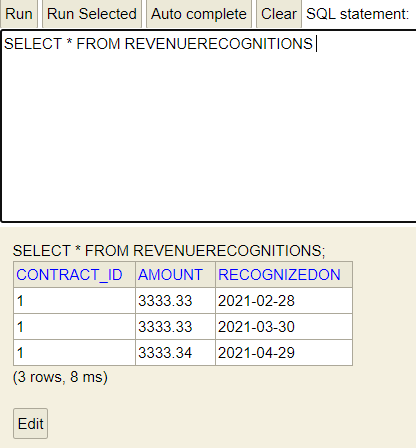 Run Run Selected Auto complete Clear SQL statement:
SELECT * FROM REVENUERECOGNITIONS
SELECT * FROM REVENUERECOGNITIONS;
CONTRACT_ID AMOUNT RECOGNIZEDON
1 3333.33 2021-02-28
1 3333.33 2021-03-30
1 3333.34 2021-04-29
(3 rows, 8 ms)
Edit